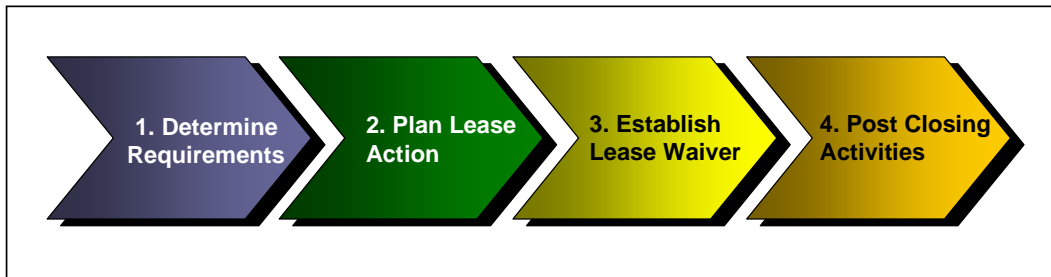 1. Determine
Requirements
2. Plan Lease
Action
3. Establish
Lease Waiver
4. Post Closing
Activities